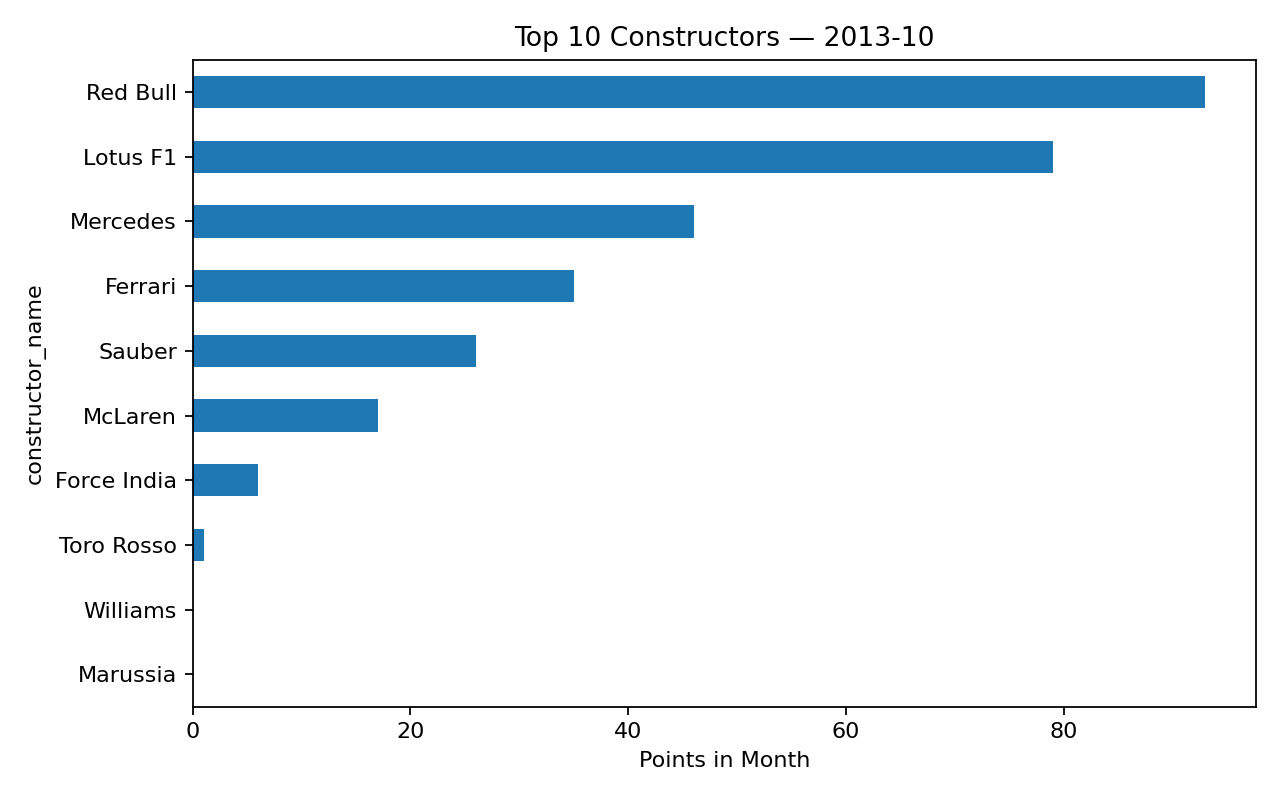 Top 10 Constructors — 2013-10
constructor_name
Red Bull
Lotus F1
Mercedes
Ferrari
Sauber
McLaren
Force India
Toro Rosso
Williams
Marussia
0 20 40 60 80
Points in Month